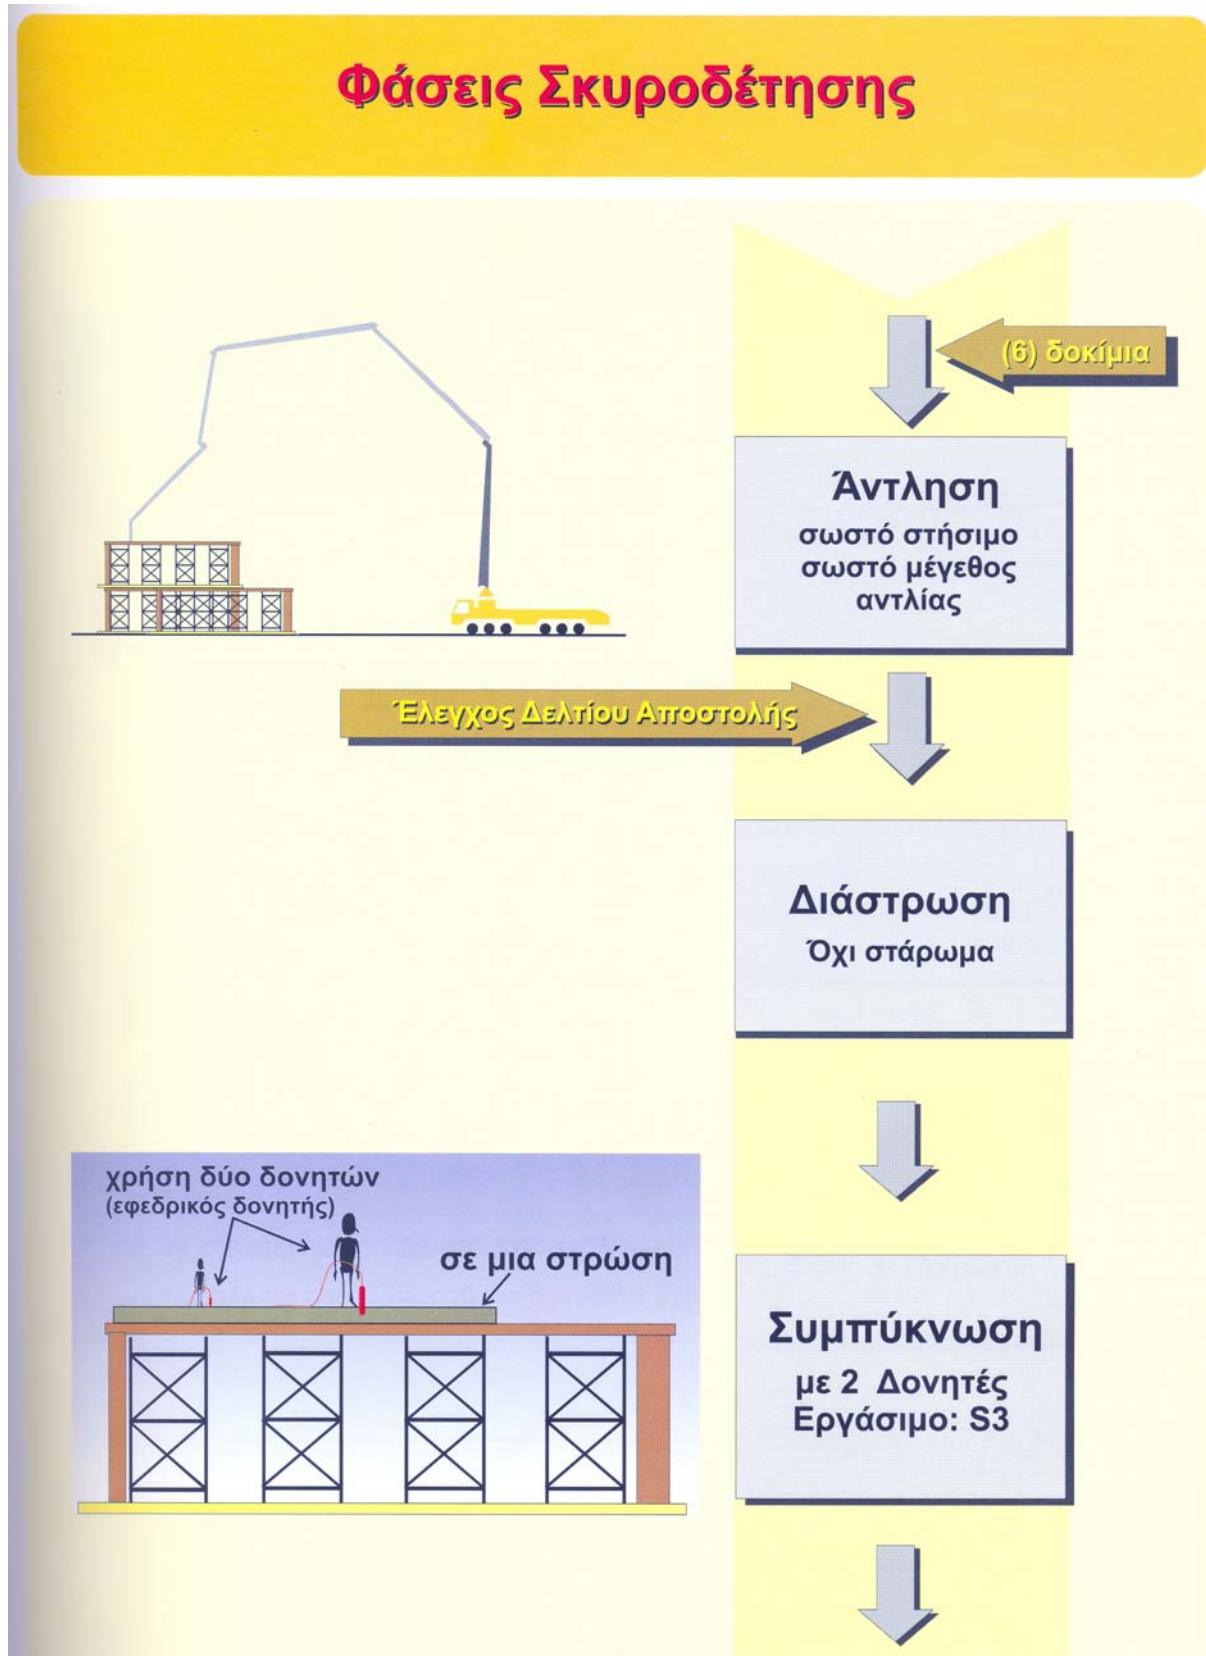 Φάσεις Σκυροδέτησης
(6) δοκίμια
Άντληση
σωστό στήσιμο
σωστό μέγεθος
αντλίας
Έλεγχος Δελτίου Αποστολής
Διάστρωση
Όχι στάρωμα
χρήση δύο δονητών
(εφεδρικός δονητής)
σε μια στρώση
Συμπύκνωση
με 2 Δονητές
Εργάσιμο: S3